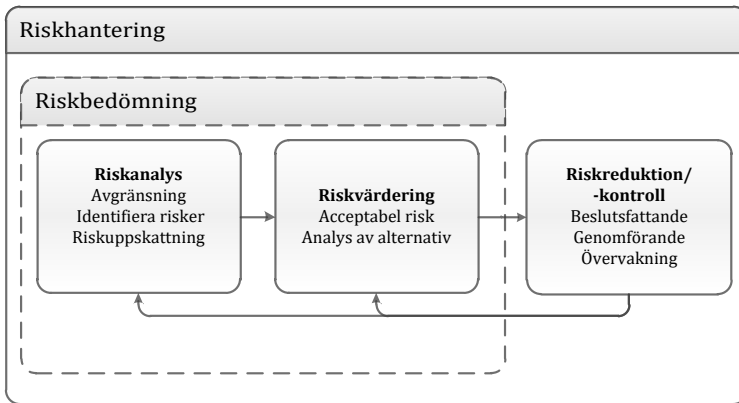 Riskhantering
Riskbedömning
Riskanalys
Avgränsning
Identifiera risker
Riskuppskattning
Riskvärdering
Acceptabel risk
Analys av alternativ
Riskreduktion/
-kontroll
Beslutsfattande
Genomförande
Övervakning